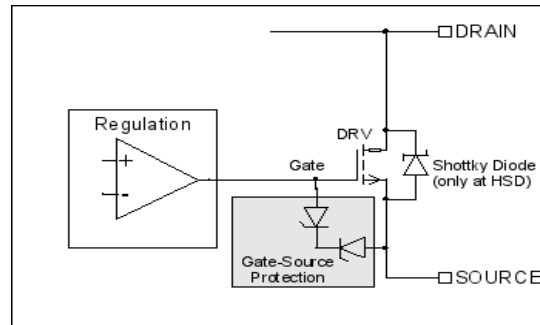 DRAIN
Regulation
DRV
Gate
Shottky Diode
(only at HSD)
+
-
Gate-Source
Protection
SOURCE